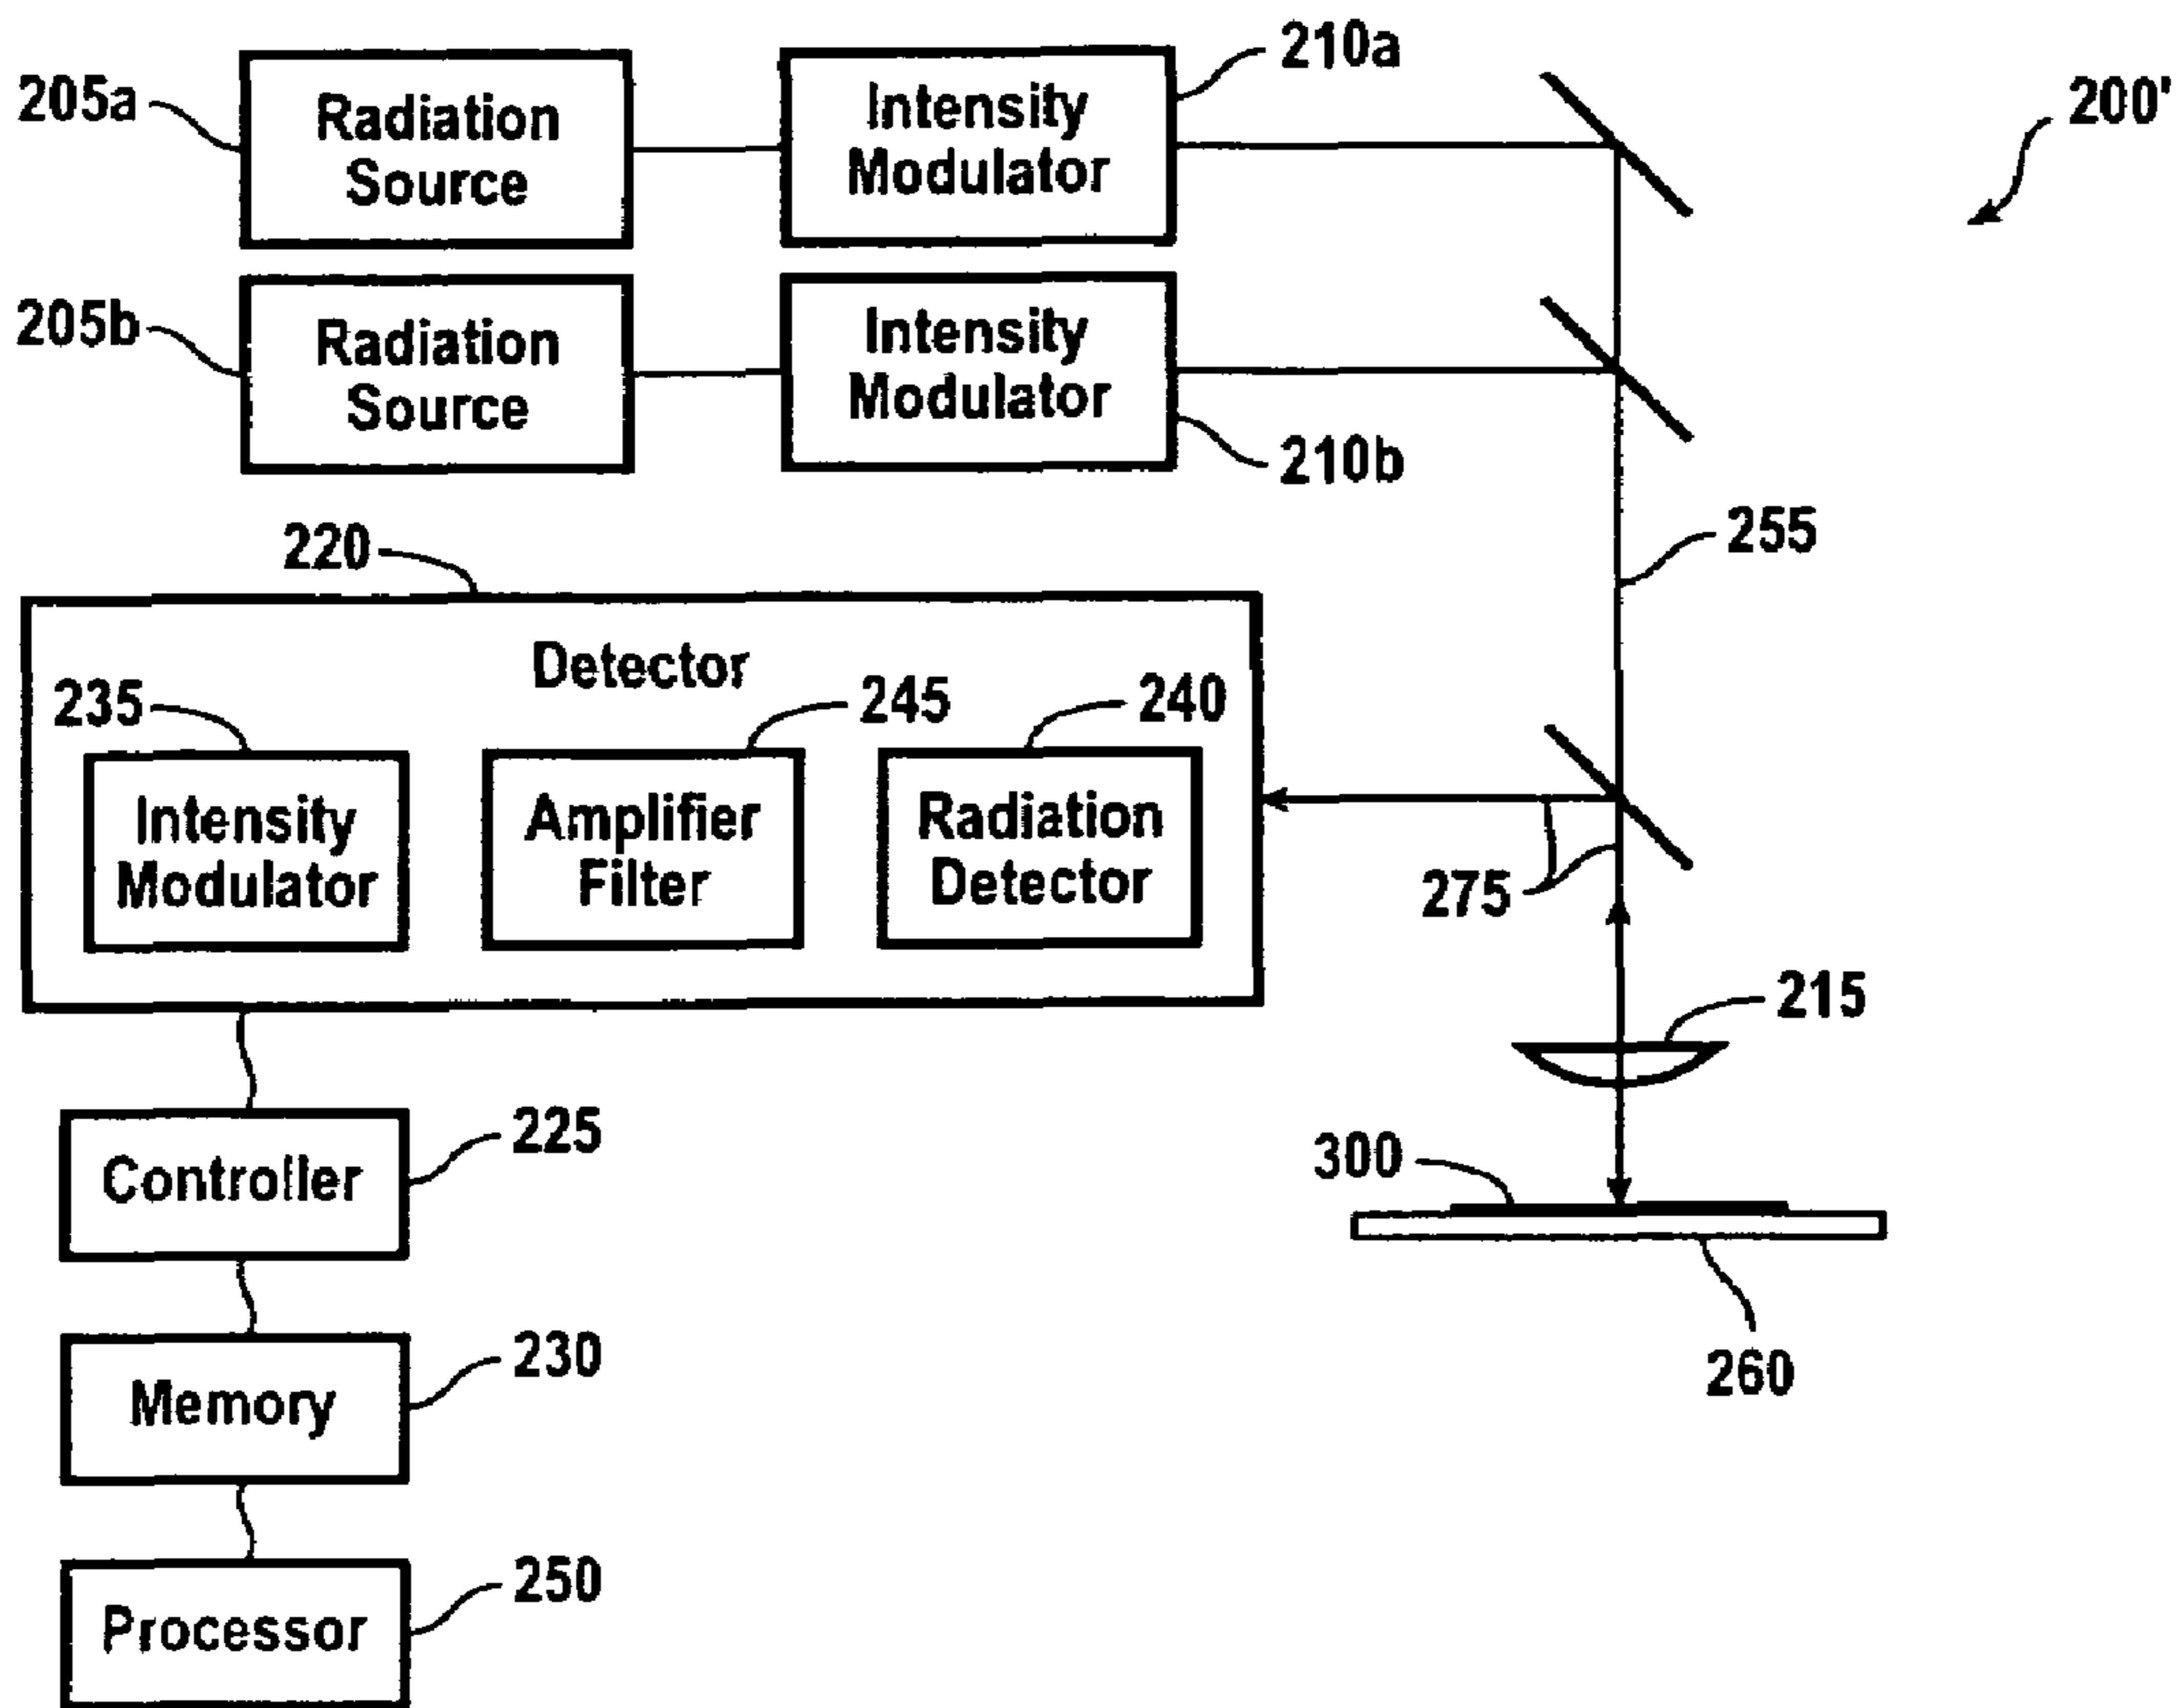 210a
205a
Radiation
Source
Intensity
Modulator
200'
205b
Radiation
Source
Intensity
Modulator
210b
220
255
Detector
235
245
240
Intensity
Modulator
Amplifier
Filter
Radiation
Detector
275
215
Controller
225
300
Memory
230
260
Processor
250